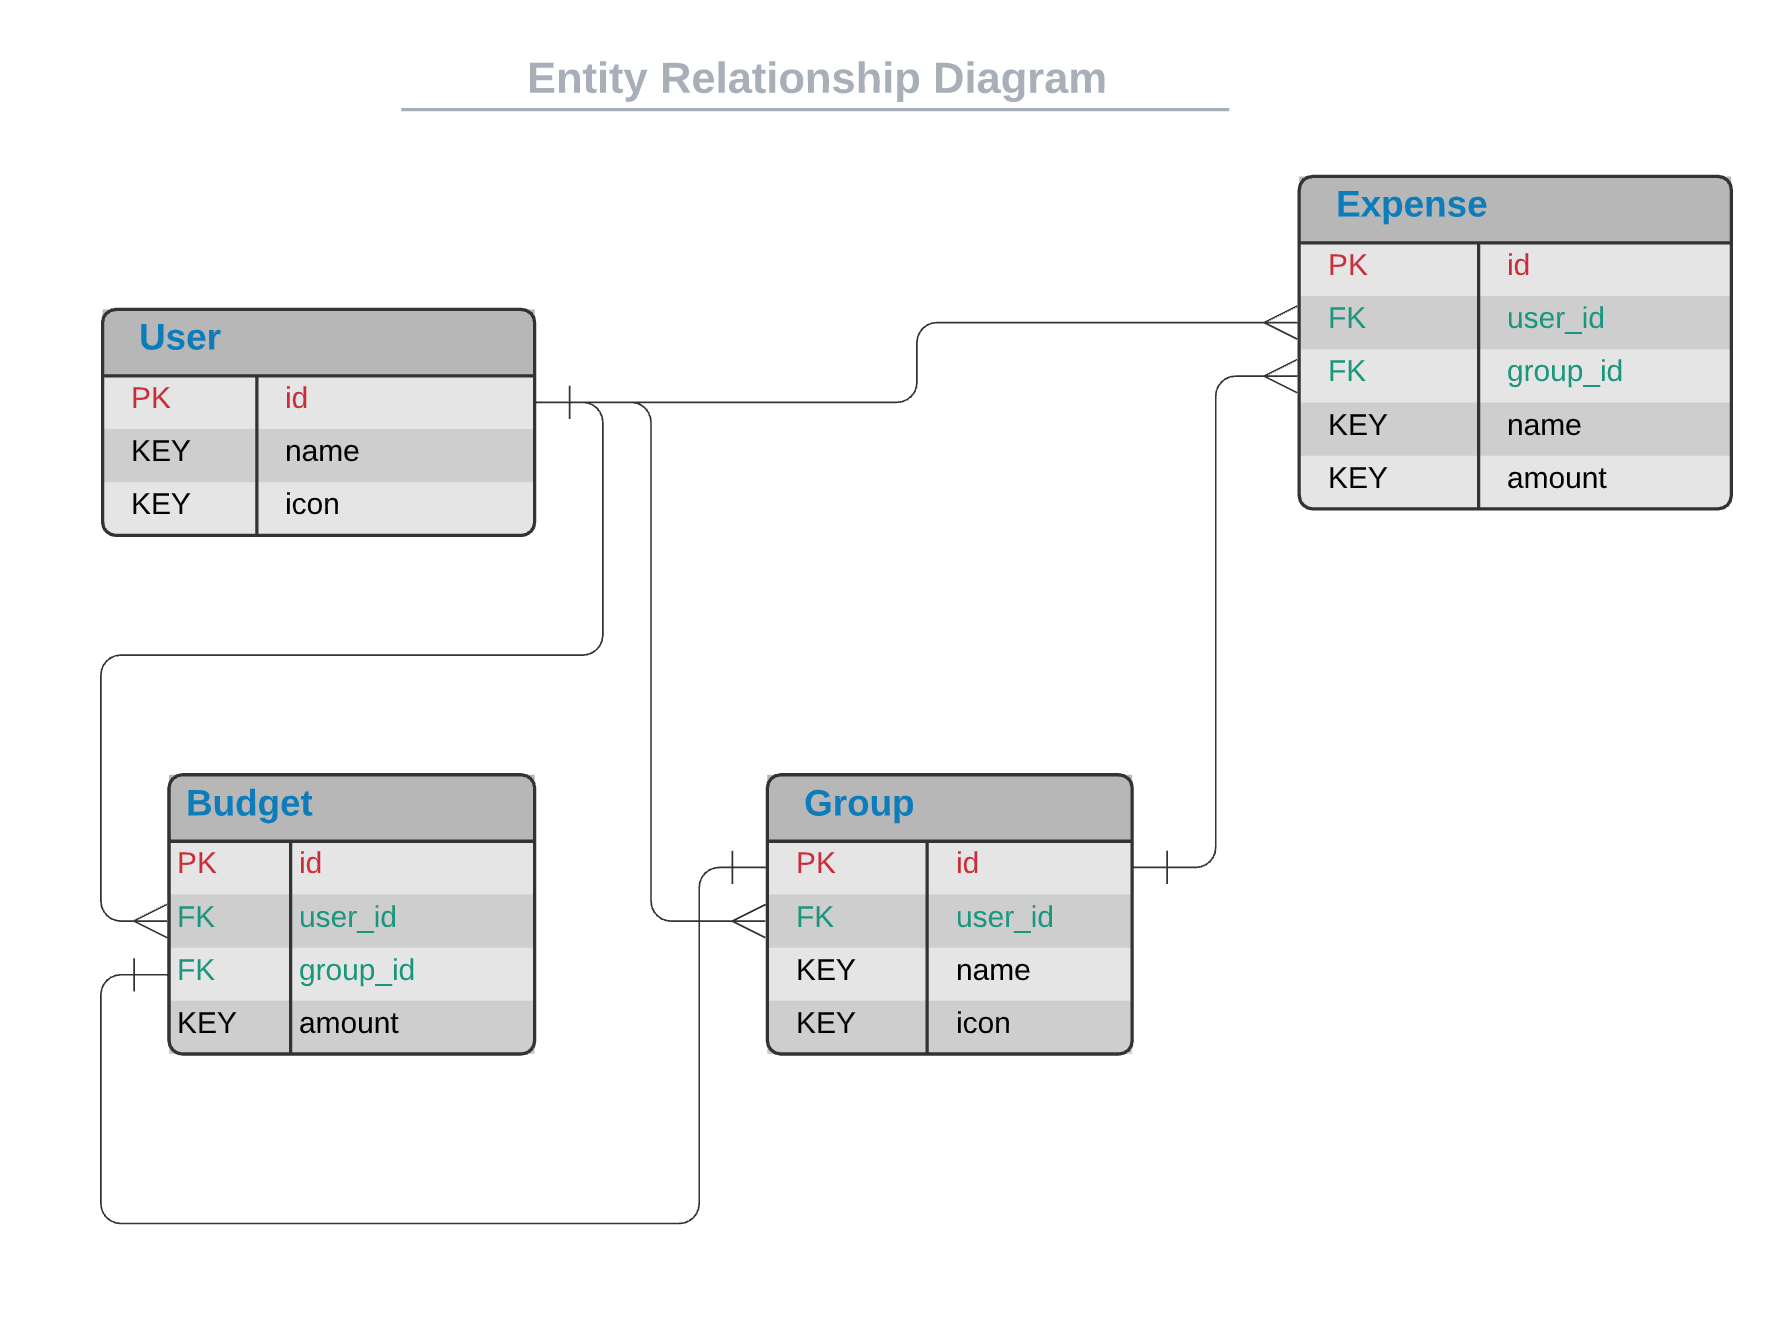 Entity Relationship Diagram
Expense
PK id
FK user_id
FK group_id
KEY name
KEY amount
User
PK id
KEY name
KEY icon
Budget
PK id
FK user_id
FK group_id
KEY amount
Group
PK id
FK user_id
KEY name
KEY icon